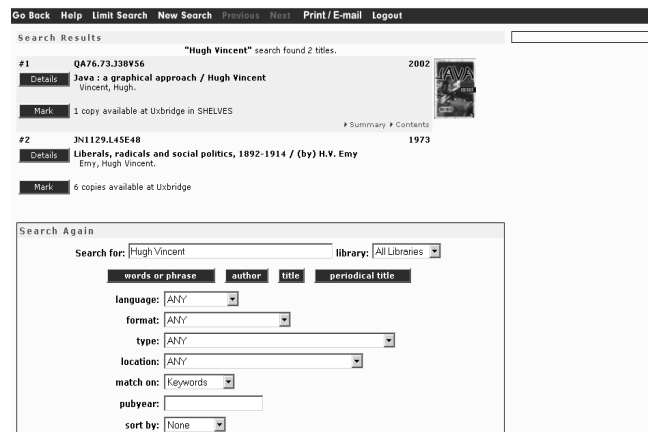 Go Back Help Limit Search New Search Previous Next Print/E-mail Logout
Search Results
"Hugh Vincent" search found 2 titles.
#1 QA76.73.J38V56 2002
Details Java : a graphical approach / Hugh Vincent
Vincent, Hugh.
Mark 1 copy available at Uxbridge in SHELVES
Summary Contents
JAVA
#2 JN1129.L45E48 1973
Details Liberals, radicals and social politics, 1892-1914 / (by) H.V. Emy
Emy, Hugh Vincent.
Mark 6 copies available at Uxbridge
Search Again
Search for: Hugh Vincent library: All Libraries
words or phrase author title periodical title
language: ANY
format: ANY
type: ANY
location: ANY
match on: Keywords
pubyear:
sort by: None